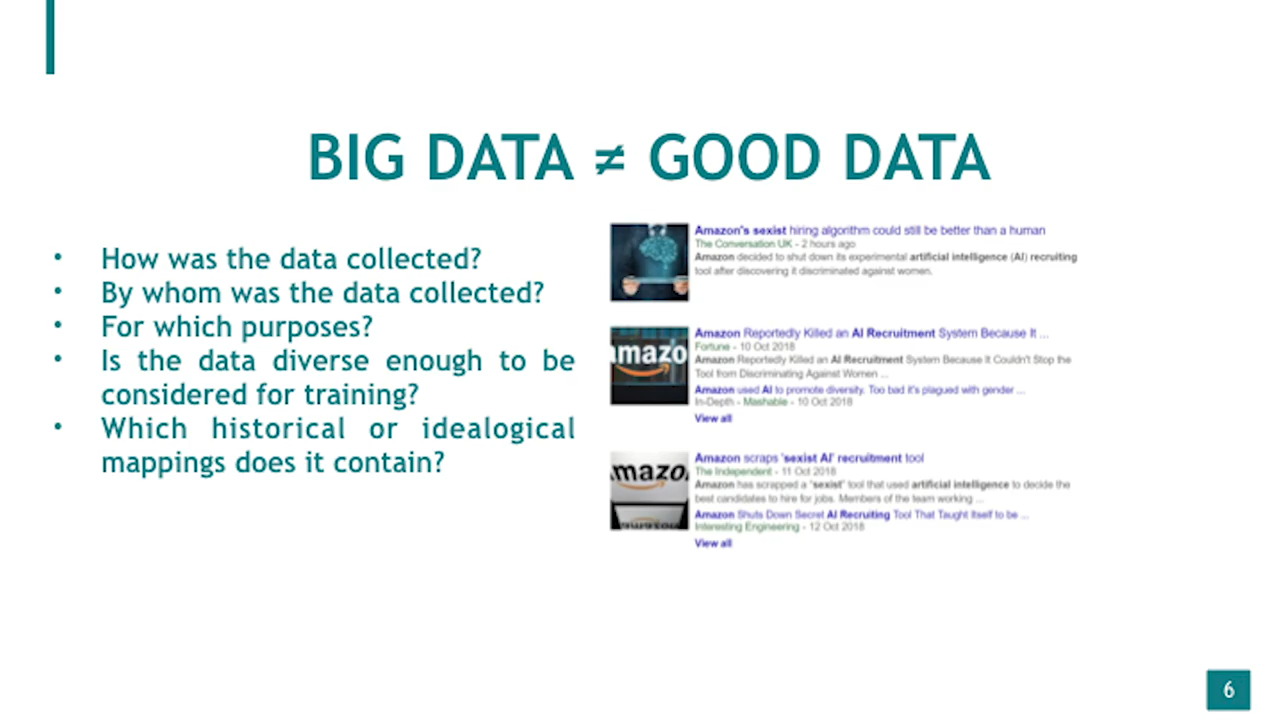 BIG DATA ≠ GOOD DATA
• How was the data collected?
• By whom was the data collected?
• For which purposes?
• Is the data diverse enough to be
considered for training?
• Which historical or idealogical
mappings does it contain?
Amazon's sexist hiring algorithm could still be better than a human
The Conversation UK - 2 hours ago
Amazon decided to shut down its experimental artificial intelligence (AI) recruiting
tool after discovering it discriminated against women.
amazo
Amazon Reportedly Killed an AI Recruitment System Because It ...
Fortune - 10 Oct 2018
Amazon Reportedly Killed an AI Recruitment System Because It Couldn't Stop the
Tool from Discriminating Against Women ...
Amazon used AI to promote diversity. Too bad it's plagued with gender ...
In-Depth - Mashable - 10 Oct 2018
View all
mazo
Amazon scraps 'sexist AI' recruitment tool
The Independent - 11 Oct 2018
Amazon has scrapped a "sexist" tool that used artificial intelligence to decide the
best candidates to hire for jobs. Members of the team working ...
Amazon Shuts Down Secret AI Recruiting Tool That Taught Itself to be ...
Interesting Engineering - 12 Oct 2018
View all
6